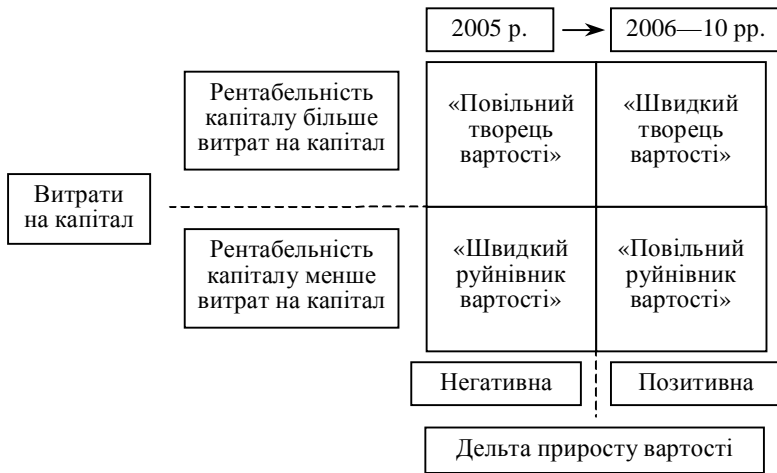 2005 р.
2006—10 рр.
Рентабельність
капіталу більше
витрат на капітал
«Повільний
творець
вартості»
«Швидкий
творець
вартості»
Витрати
на капітал
Рентабельність
капіталу менше
витрат на капітал
«Швидкий
руйнівник
вартості»
«Повільний
руйнівник
вартості»
Негативна
Позитивна
Дельта приросту вартості